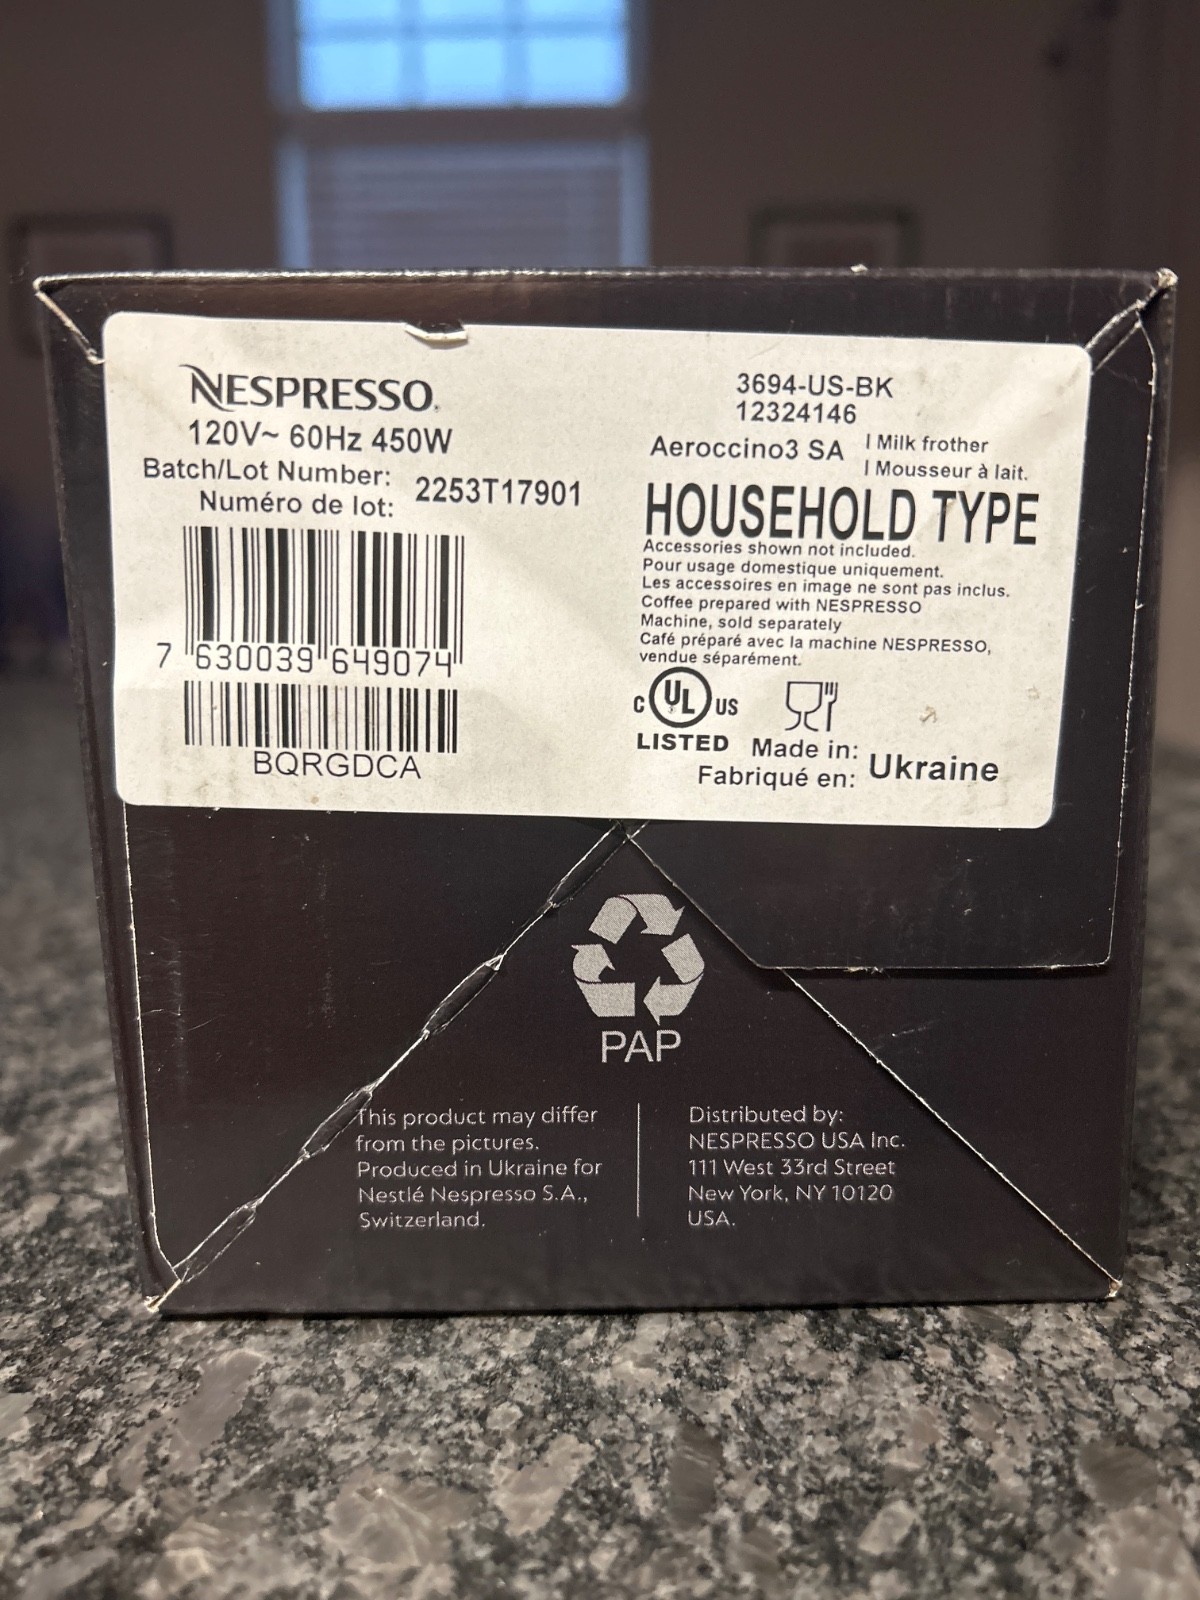 NESPRESSO.
120V~ 60Hz 450W
Batch/Lot Number:
Numéro de lot: 2253T17901
7 630039 649074
BQRGDCA
3694-US-BK
12324146
Aeroccino3 SA
| Milk frother
| Mousseur à lait.
HOUSEHOLD TYPE
Accessories shown not included.
Pour usage domestique uniquement.
Les accessoires en image ne sont pas inclus.
Coffee prepared with NESPRESSO
Machine, sold separately
Café préparé avec la machine NESPRESSO,
vendue séparément.
C UL US
LISTED
Made in:
Fabriqué en: Ukraine
PAP
This product may differ
from the pictures.
Produced in Ukraine for
Nestlé Nespresso S.A.,
Switzerland.
Distributed by:
NESPRESSO USA Inc.
111 West 33rd Street
New York, NY 10120
USA.